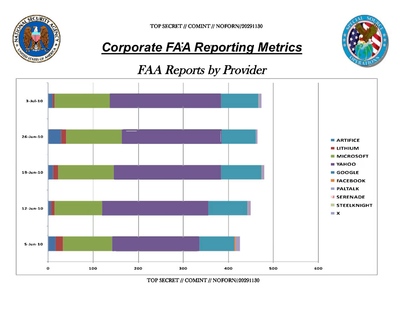 TOP SECRET // COMINT // NOFORN//20291130
Corporate FAA Reporting Metrics
FAA Reports by Provider
3-Jul-10
26-Jun-10
19-Jun-10
12-Jun-10
5-Jun-10
ARTIFICE
LITHIUM
MICROSOFT
YAHOO
GOOGLE
FACEBOOK
PALTALK
SERENADE
STEELKNIGHT
X
0 100 200 300 400 500 600
TOP SECRET // COMINT // NOFORN//20291130